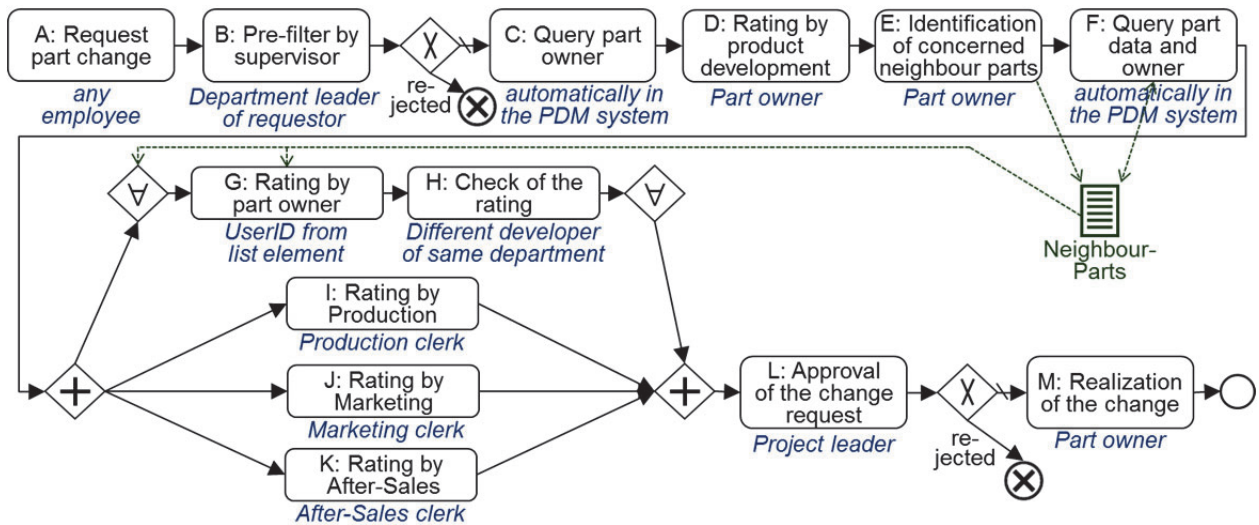 A: Request
part change
any
employee
B: Pre-filter by
supervisor
Department leader
of requestor
X
re-
jected
C: Query part
owner
automatically in
the PDM system
D: Rating by
product
development
Part owner
E: Identification
of concerned
neighbour parts
Part owner
F: Query part
data and
owner
automatically in
the PDM system
∀
G: Rating by
part owner
UserID from
list element
H: Check of the
rating
Different developer
of same department
∀
Neighbour-
Parts
I: Rating by
Production
Production clerk
J: Rating by
Marketing
Marketing clerk
K: Rating by
After-Sales
After-Sales clerk
L: Approval
of the change
request
Project leader
X
re-
jected
M: Realization
of the change
Part owner